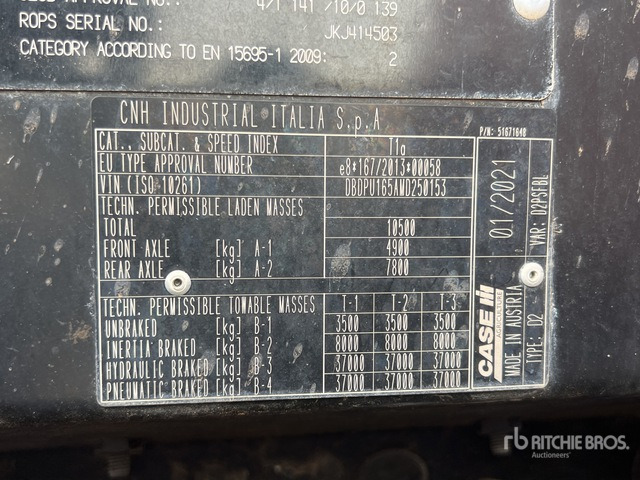 ROPS SERIAL NO.: JKJ414503
CATEGORY ACCORDING TO EN 15695-1 2009: 2
CNH INDUSTRIAL ITALIA S.p.A
P/N: 51671640
CAT., SUBCAT. & SPEED INDEX T1a
EU TYPE APPROVAL NUMBER e8*167/2013*00058
VIN (ISO 10261) DBDPU165AMD250153
TECHN. PERMISSIBLE LADEN MASSES
TOTAL 10500
FRONT AXLE [kg] A-1 4900
REAR AXLE [kg] A-2 7800
TECHN. PERMISSIBLE TOWABLE MASSES T-1 T-2 T-3
UNBRAKED [kg] B-1 3500 3500 3500
INERTIA BRAKED [kg] B-2 8000 8000 8000
HYDRAULIC BRAKED [kg] B-3 37000 37000 37000
PNEUMATIC BRAKED [kg] B-4 37000 37000 37000
01/2021
CASE IH
AGRICULTURE
MADE IN AUSTRIA
TYPE: D2
VAR: D2PSFBL
rb RITCHIE BROS.
Auctioneers